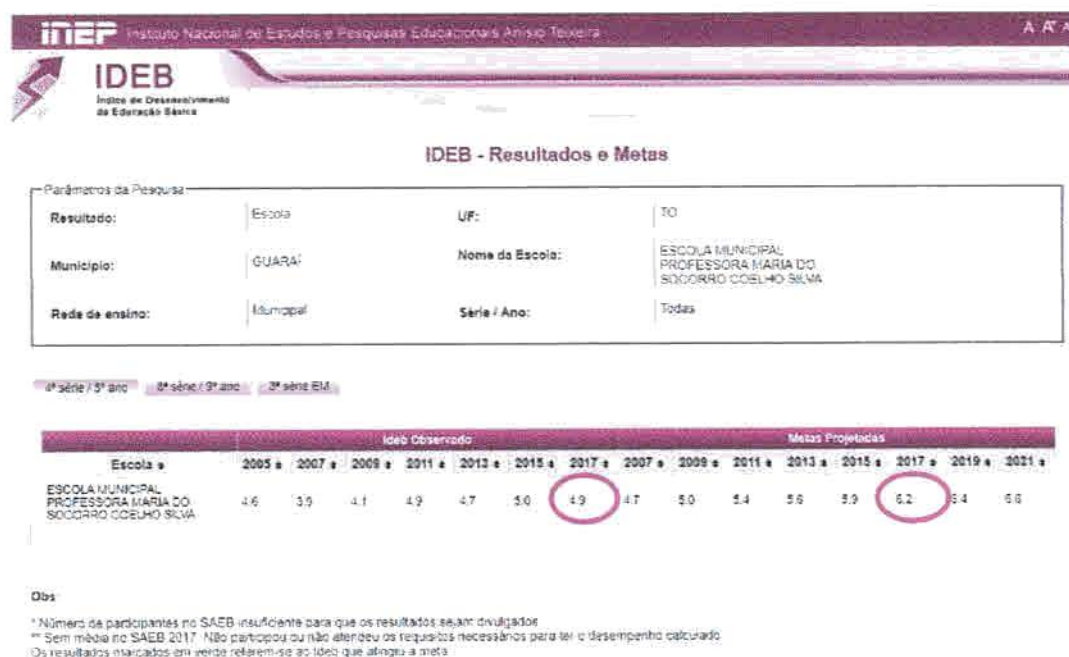 INEP Instituto Nacional de Estudos e Pesquisas Educacionais Anísio Teixeira A A A
IDEB
Índice de Desenvolvimento
da Educação Básica
IDEB - Resultados e Metas
Parâmetros da Pesquisa
Resultado: Escola UF: TO
Município: GUARAÍ Nome da Escola: ESCOLA MUNICIPAL
PROFESSORA MARIA DO
SOCORRO COELHO SILVA
Rede de ensino: Municipal Série / Ano: Todas
4ª série / 5º ano 8ª série / 9º ano 3ª série EM
Ideb Observado Metas Projetadas
Escola 2005 2007 2009 2011 2013 2015 2017 2007 2009 2011 2013 2015 2017 2019 2021
ESCOLA MUNICIPAL
PROFESSORA MARIA DO
SOCORRO COELHO SILVA
4.6 3.9 4.1 4.9 4.7 5.0 4.9 4.7 5.0 5.4 5.6 5.9 6.2 6.4 6.6
Obs
* Número de participantes no SAEB insuficiente para que os resultados sejam divulgados
** Sem média no SAEB 2017. Não participou ou não atendeu os requisitos necessários para ter o desempenho calculado
Os resultados marcados em verde referem-se ao Ideb que atingiu a meta